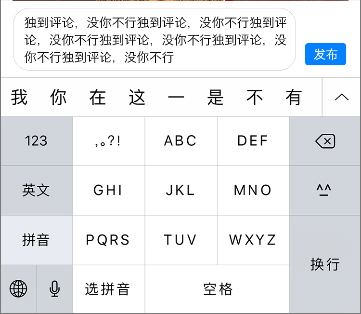 独到评论，没你不行独到评论，没你不行独到评
论，没你不行独到评论，没你不行独到评论，没
你不行独到评论，没你不行
发布
我 你 在 这 一 是 不 有
123 ,。?! ABC DEF
英文 GHI JKL MNO ^^
拼音 PQRS TUV WXYZ
换行
选拼音 空格